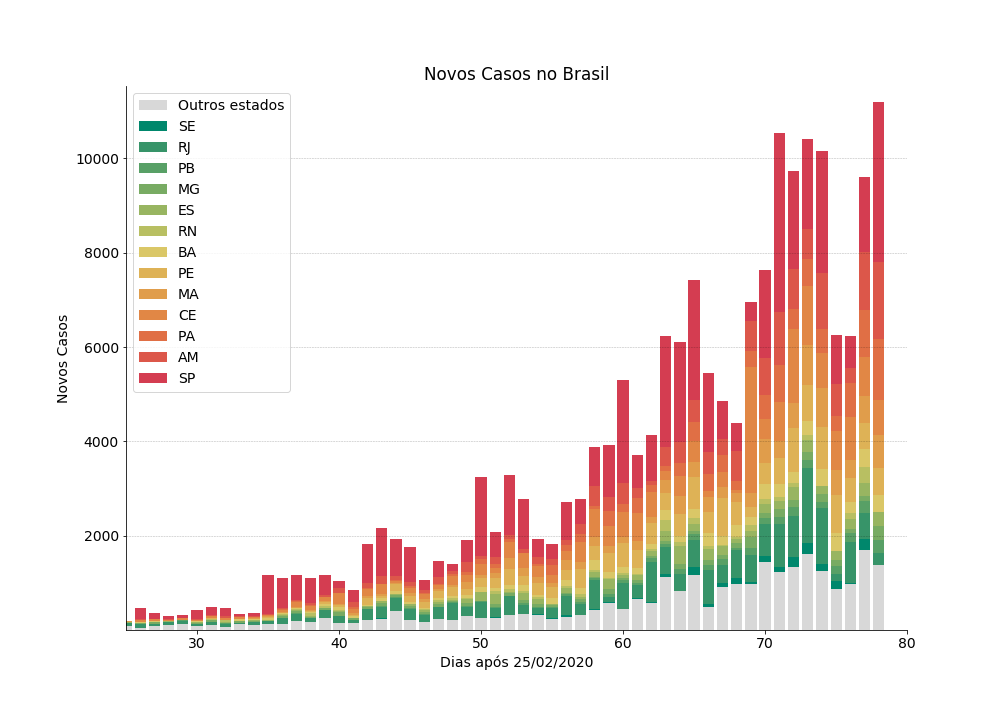 Novos Casos no Brasil
Outros estados
SE
RJ
PB
MG
ES
RN
BA
PE
MA
CE
PA
AM
SP
10000
8000
6000
4000
2000
Novos Casos
30 40 50 60 70 80
Dias após 25/02/2020